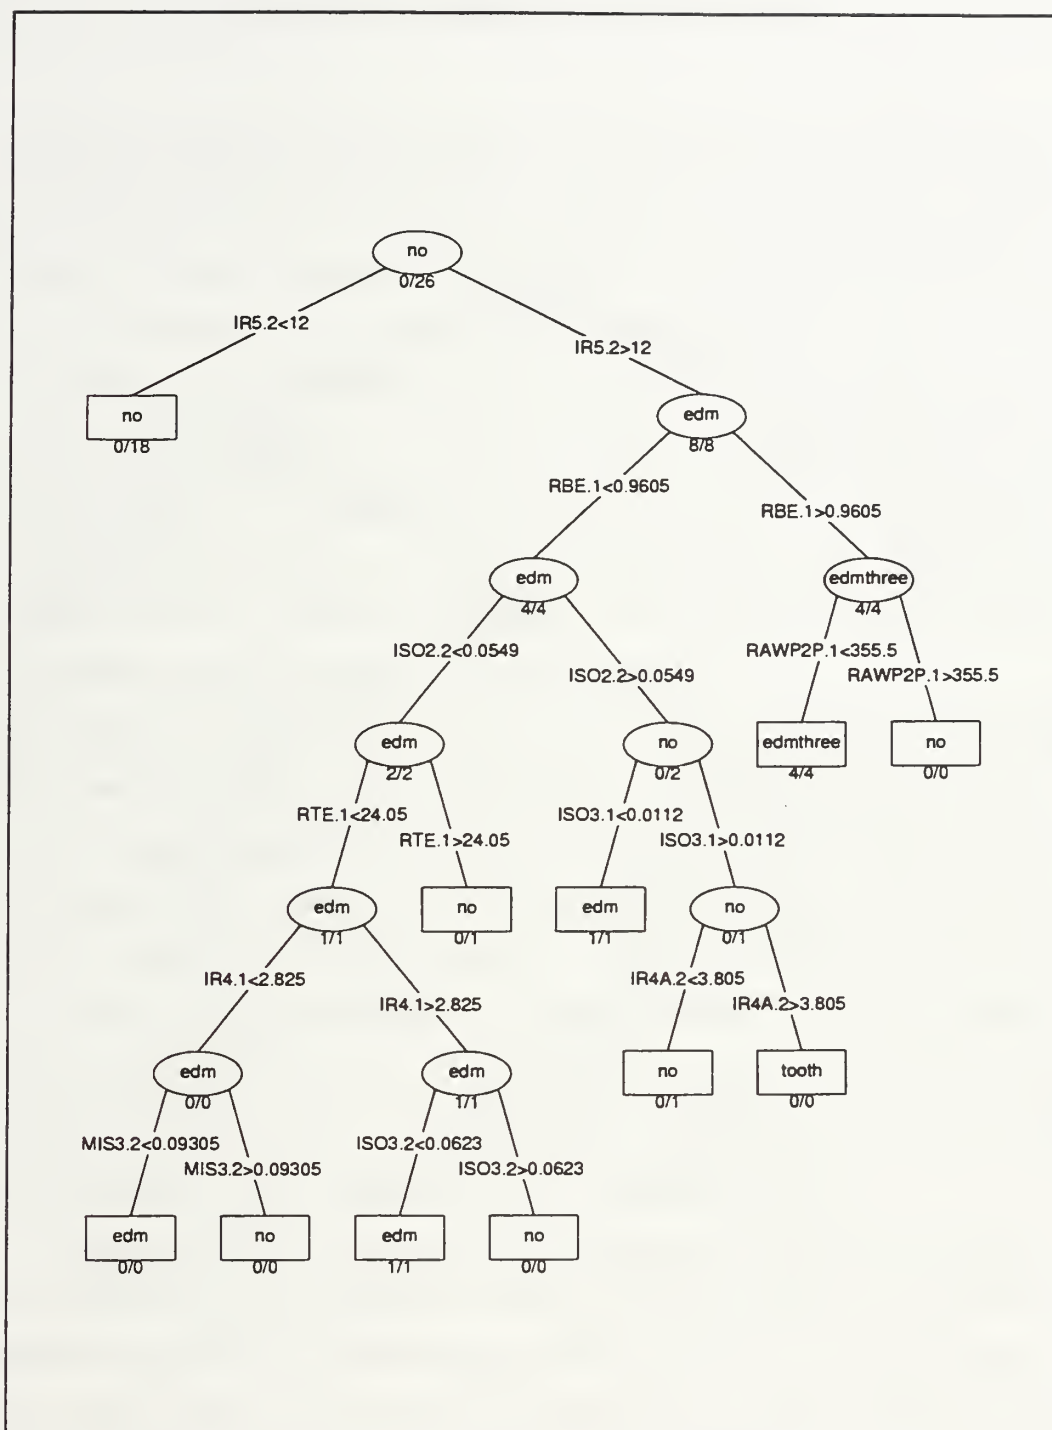 no
0/26
IR5.2<12
IR5.2>12
no
0/18
edm
8/8
RBE.1<0.9605
RBE.1>0.9605
edm
4/4
edmthree
4/4
ISO2.2<0.0549
ISO2.2>0.0549
RAWP2P.1<355.5
RAWP2P.1>355.5
edm
2/2
no
0/2
edmthree
4/4
no
0/0
RTE.1<24.05
RTE.1>24.05
ISO3.1<0.0112
ISO3.1>0.0112
edm
1/1
no
0/1
edm
1/1
no
0/1
IR4.1<2.825
IR4.1>2.825
IR4A.2<3.805
IR4A.2>3.805
edm
0/0
edm
1/1
no
0/1
tooth
0/0
MIS3.2<0.09305
MIS3.2>0.09305
ISO3.2<0.0623
ISO3.2>0.0623
edm
0/0
no
0/0
edm
1/1
no
0/0